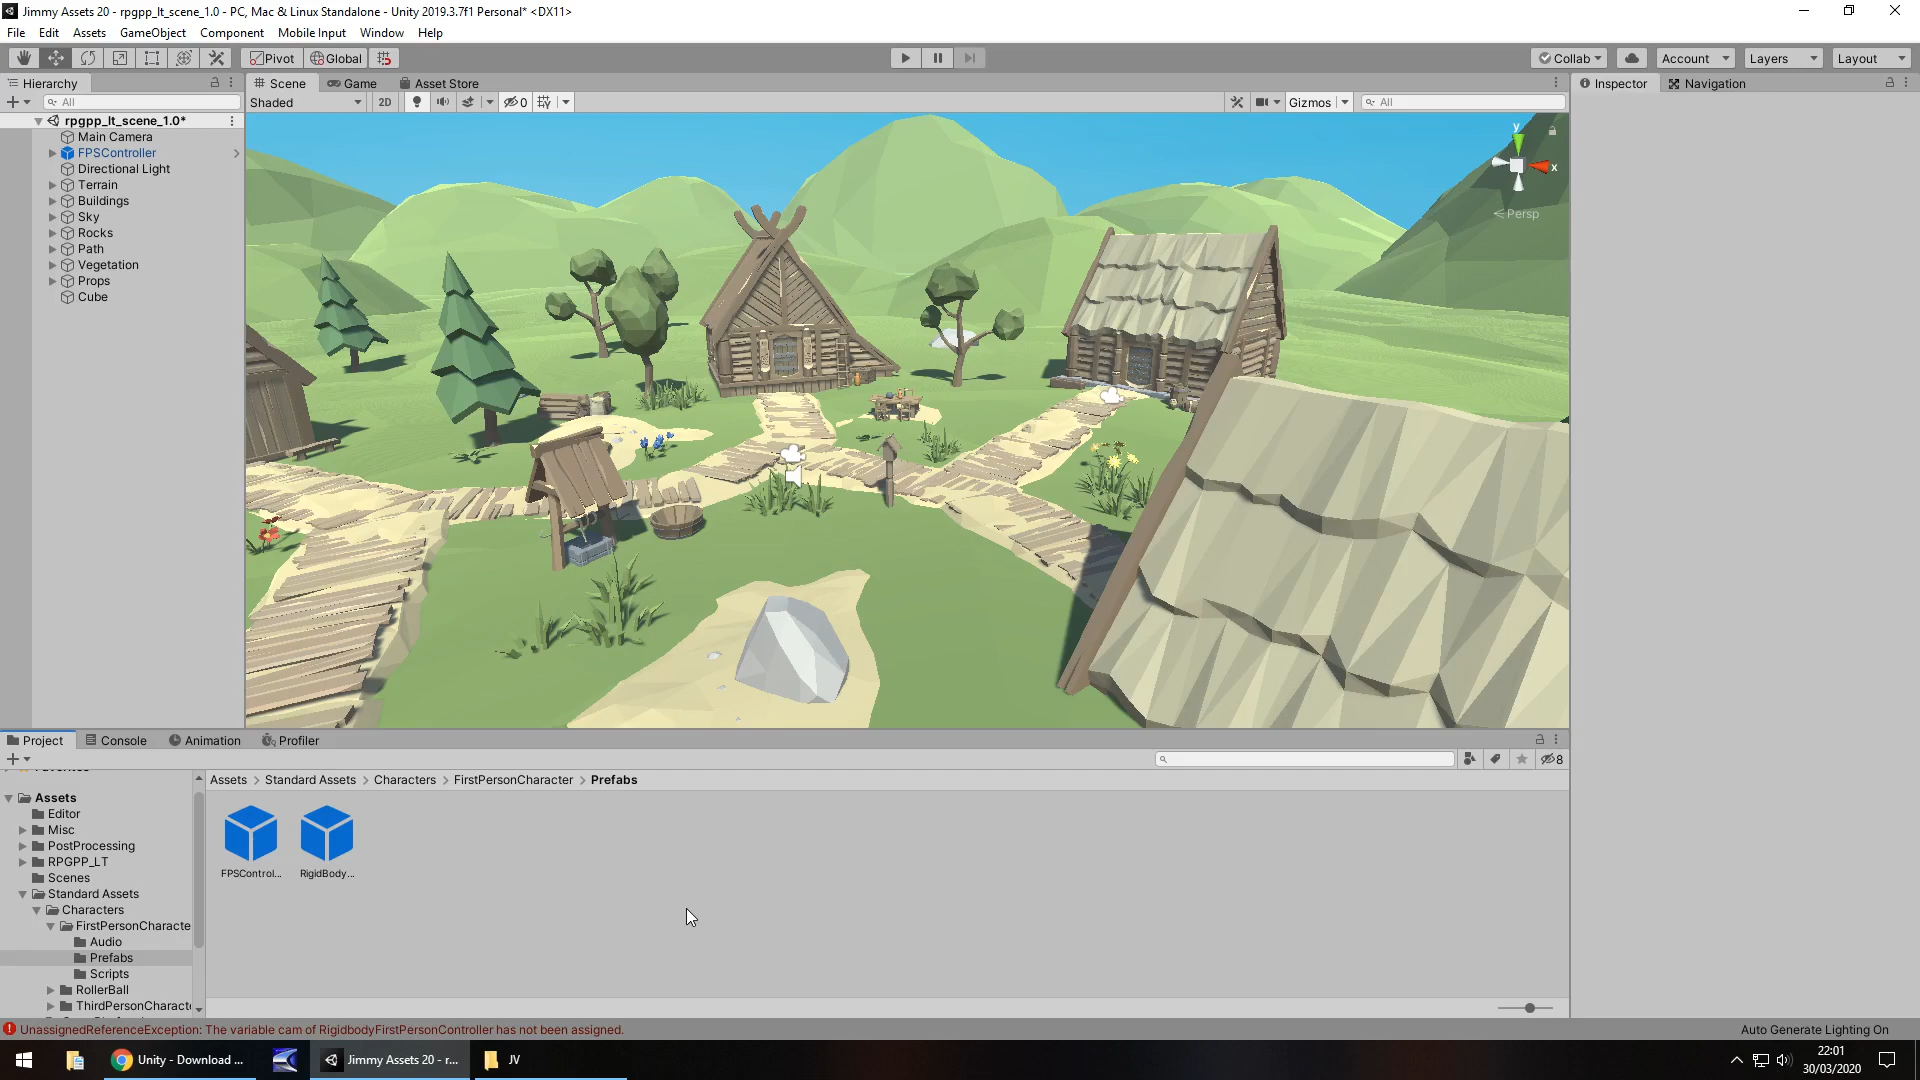 Jimmy Assets 20 - rpgpp_lt_scene_1.0 - PC, Mac & Linux Standalone - Unity 2019.3.7f1 Personal* <DX11>
File Edit Assets GameObject Component Mobile Input Window Help
Pivot Global Collab Account Layers Layout
Hierarchy
All
rpgpp_lt_scene_1.0*
Main Camera
FPSController
Directional Light
Terrain
Buildings
Sky
Rocks
Path
Vegetation
Props
Cube
Scene Game Asset Store
Shaded 2D 0 Gizmos All
y
x
Persp
Inspector Navigation
Project Console Animation Profiler
8
Assets
Editor
Misc
PostProcessing
RPGPP_LT
Scenes
Standard Assets
Characters
FirstPersonCharacte
Audio
Prefabs
Scripts
RollerBall
ThirdPersonCharact
Assets > Standard Assets > Characters > FirstPersonCharacter > Prefabs
FPSControl... RigidBody...
UnassignedReferenceException: The variable cam of RigidbodyFirstPersonController has not been assigned.
Auto Generate Lighting On
Unity - Download ... Jimmy Assets 20 - r... JV
22:01
30/03/2020